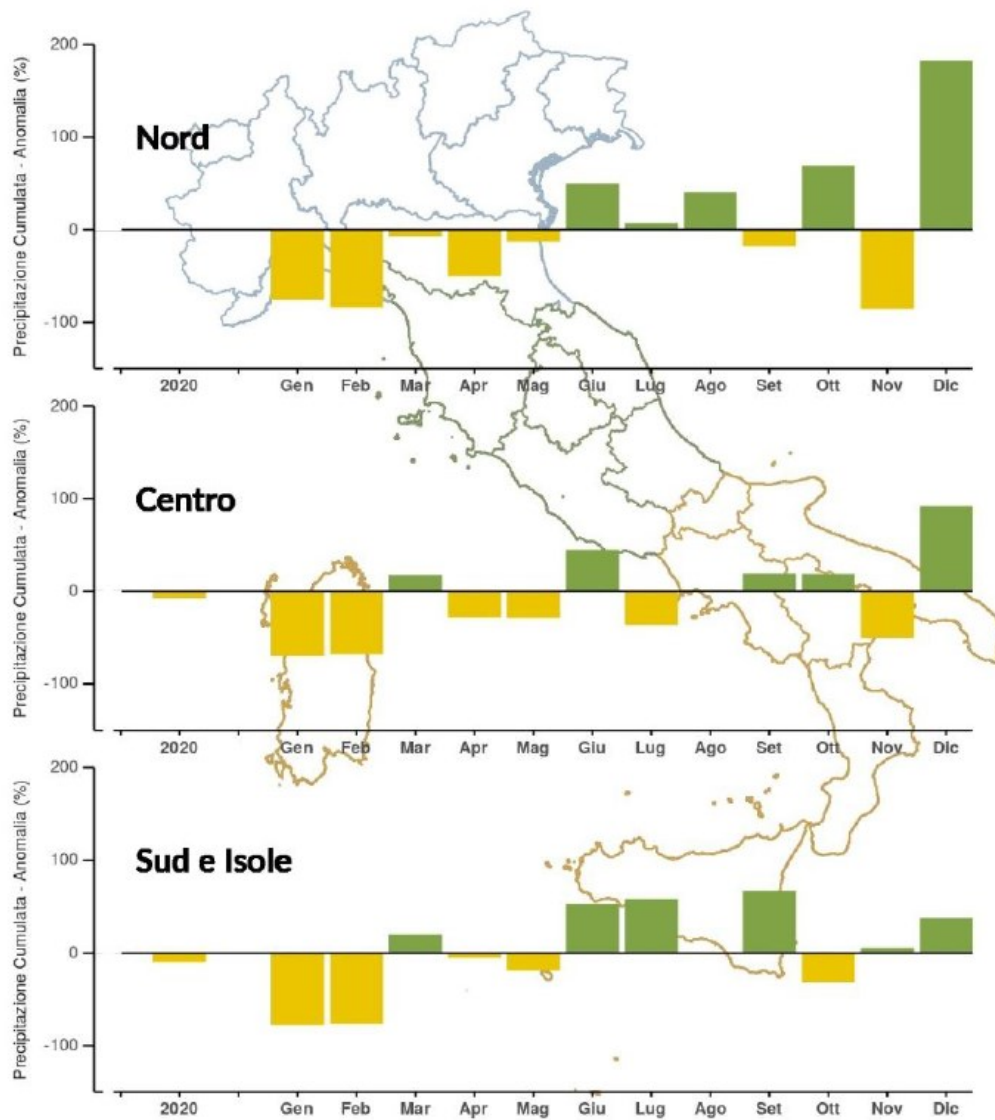 Precipitazione Cumulata - Anomalia (%)
200
100
0
-100
Nord
2020 Gen Feb Mar Apr Mag Giu Lug Ago Set Ott Nov Dic
Precipitazione Cumulata - Anomalia (%)
200
100
0
-100
Centro
2020 Gen Feb Mar Apr Mag Giu Lug Ago Set Ott Nov Dic
Precipitazione Cumulata - Anomalia (%)
200
100
0
-100
Sud e Isole
2020 Gen Feb Mar Apr Mag Giu Lug Ago Set Ott Nov Dic